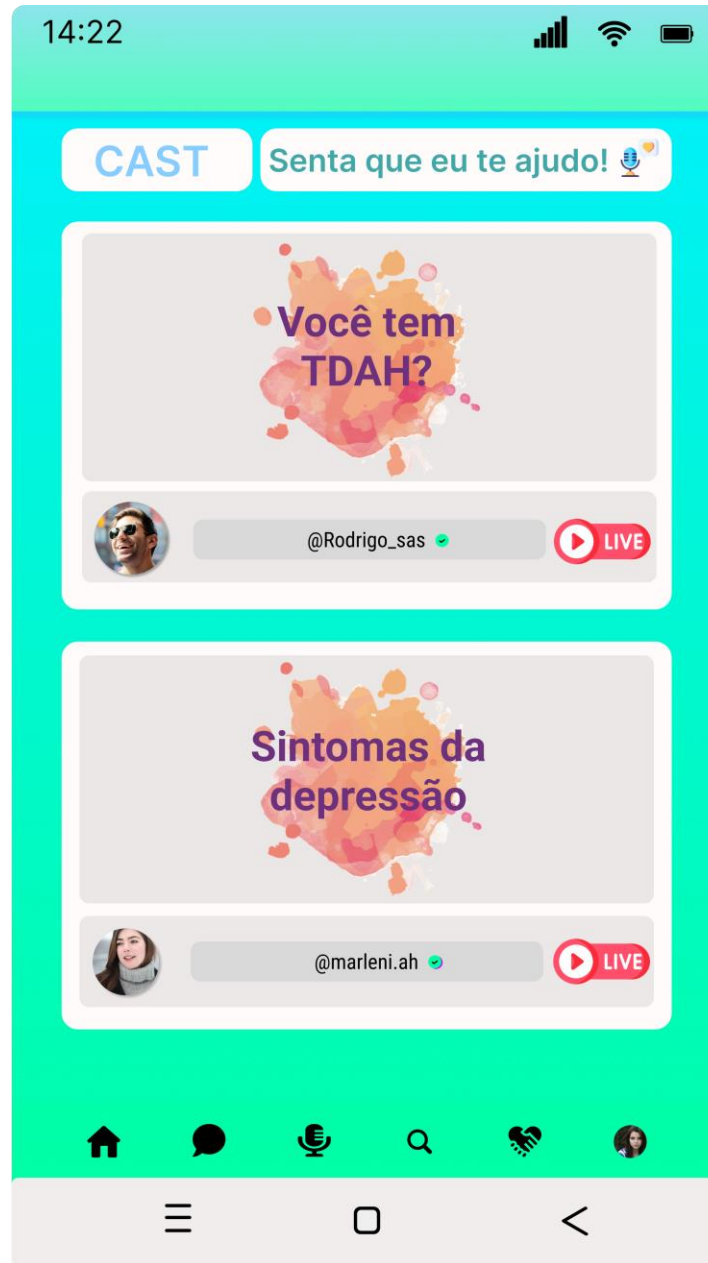 14:22
CAST
Senta que eu te ajudo!
Você tem
TDAH?
@Rodrigo_sas
LIVE
Sintomas da
depressão
@marleni.ah
LIVE